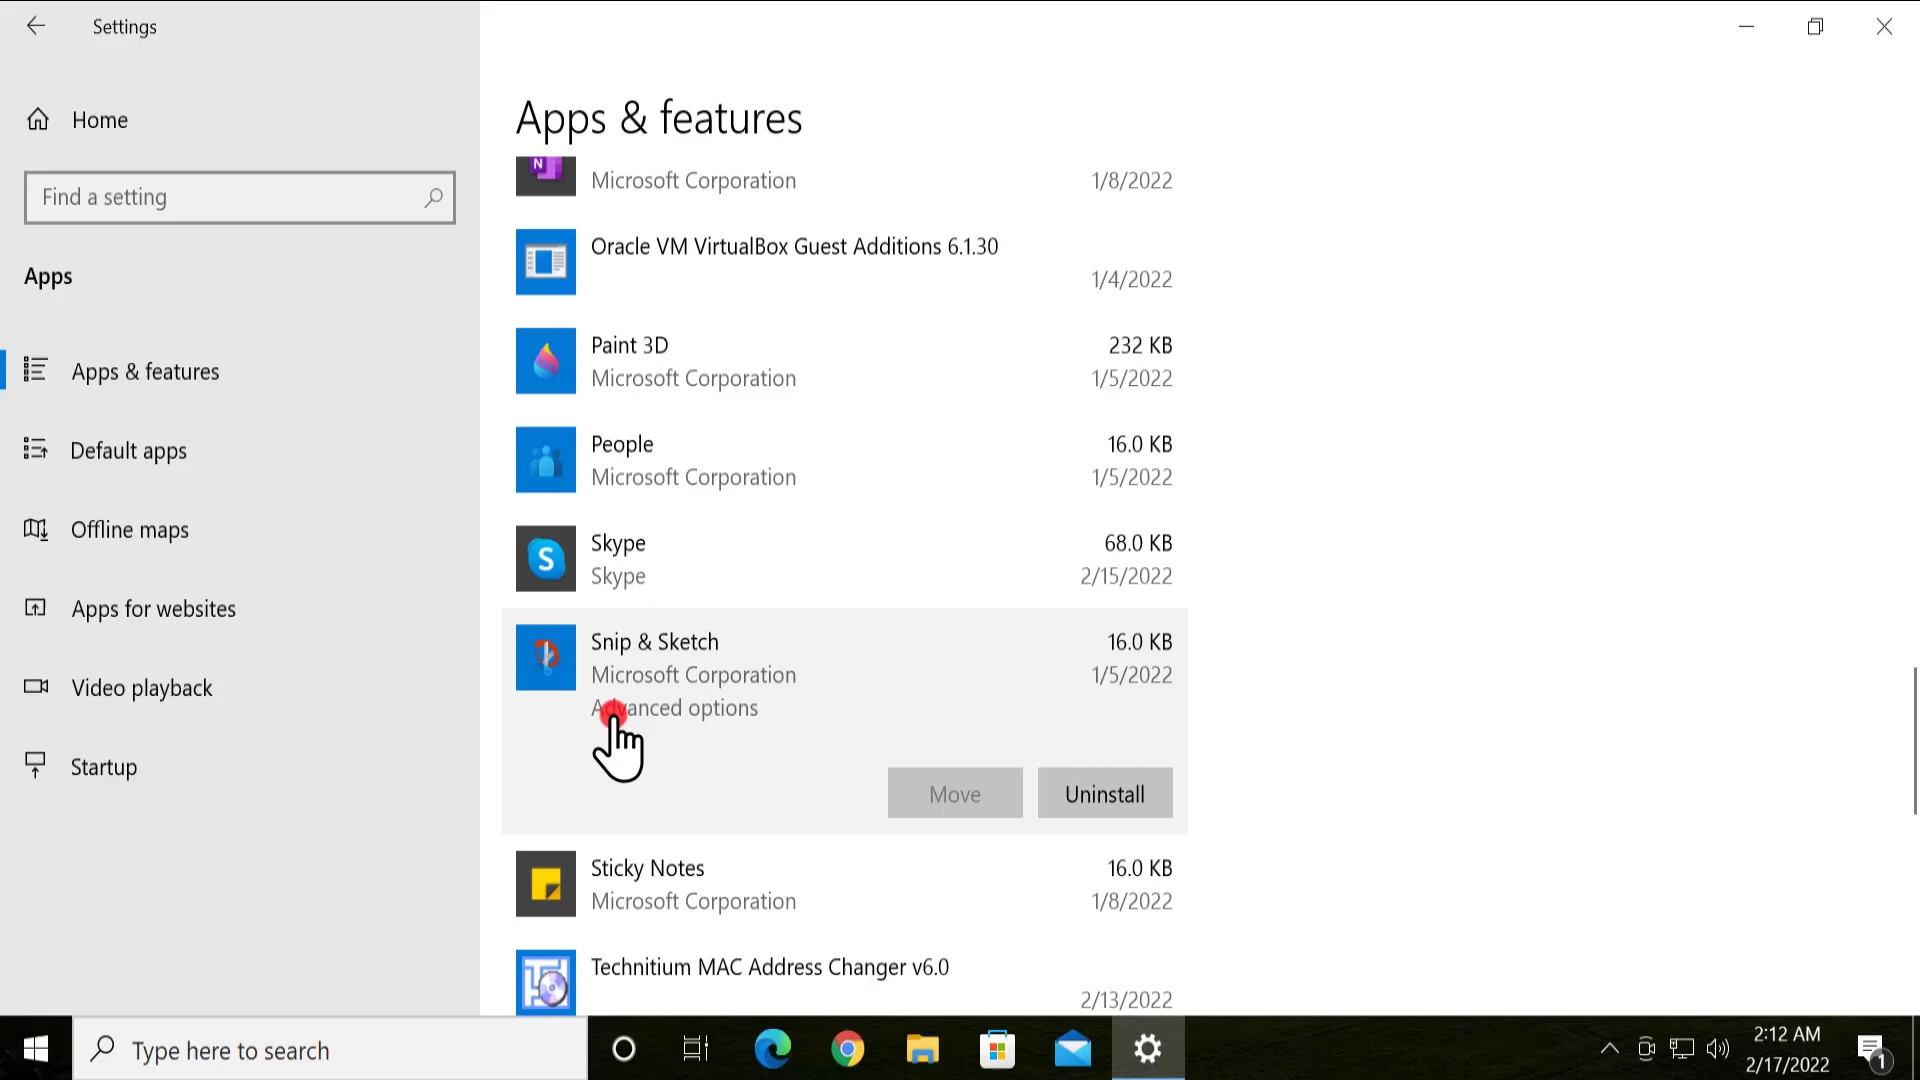 Settings
Home
Find a setting
Apps
Apps & features
Default apps
Offline maps
Apps for websites
Video playback
Startup
Apps & features
N
Microsoft Corporation 1/8/2022
Oracle VM VirtualBox Guest Additions 6.1.30
1/4/2022
Paint 3D 232 KB
Microsoft Corporation 1/5/2022
People 16.0 KB
Microsoft Corporation 1/5/2022
S
Skype 68.0 KB
Skype 2/15/2022
Snip & Sketch 16.0 KB
Microsoft Corporation 1/5/2022
Advanced options
Move Uninstall
Sticky Notes 16.0 KB
Microsoft Corporation 1/8/2022
Technitium MAC Address Changer v6.0
2/13/2022
Type here to search
2:12 AM
2/17/2022
1